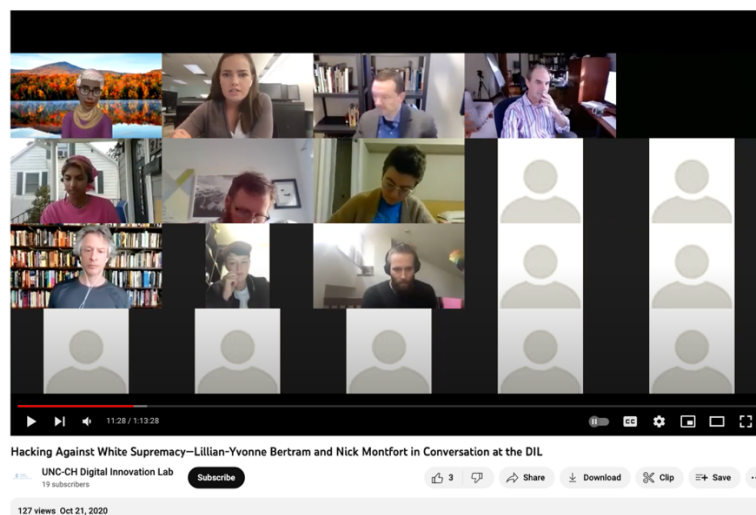 11:28 / 1:13:28
CC
Hacking Against White Supremacy—Lillian-Yvonne Bertram and Nick Montfort in Conversation at the DIL
UNC-CH Digital Innovation Lab
19 subscribers
Subscribe
3
Share
Download
Clip
Save
127 views Oct 21, 2020